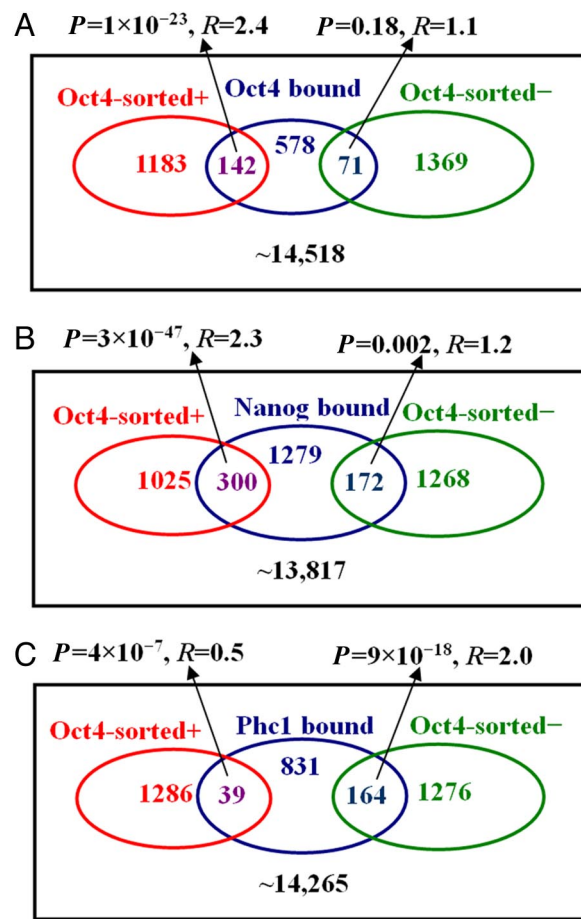 A
P=1×10⁻²³, R=2.4 P=0.18, R=1.1
Oct4-sorted+ Oct4 bound Oct4-sorted−
1183 142 578 71 1369
~14,518
B
P=3×10⁻⁴⁷, R=2.3 P=0.002, R=1.2
Oct4-sorted+ Nanog bound Oct4-sorted−
1025 300 1279 172 1268
~13,817
C
P=4×10⁻⁷, R=0.5 P=9×10⁻¹⁸, R=2.0
Oct4-sorted+ Phc1 bound Oct4-sorted−
1286 39 831 164 1276
~14,265